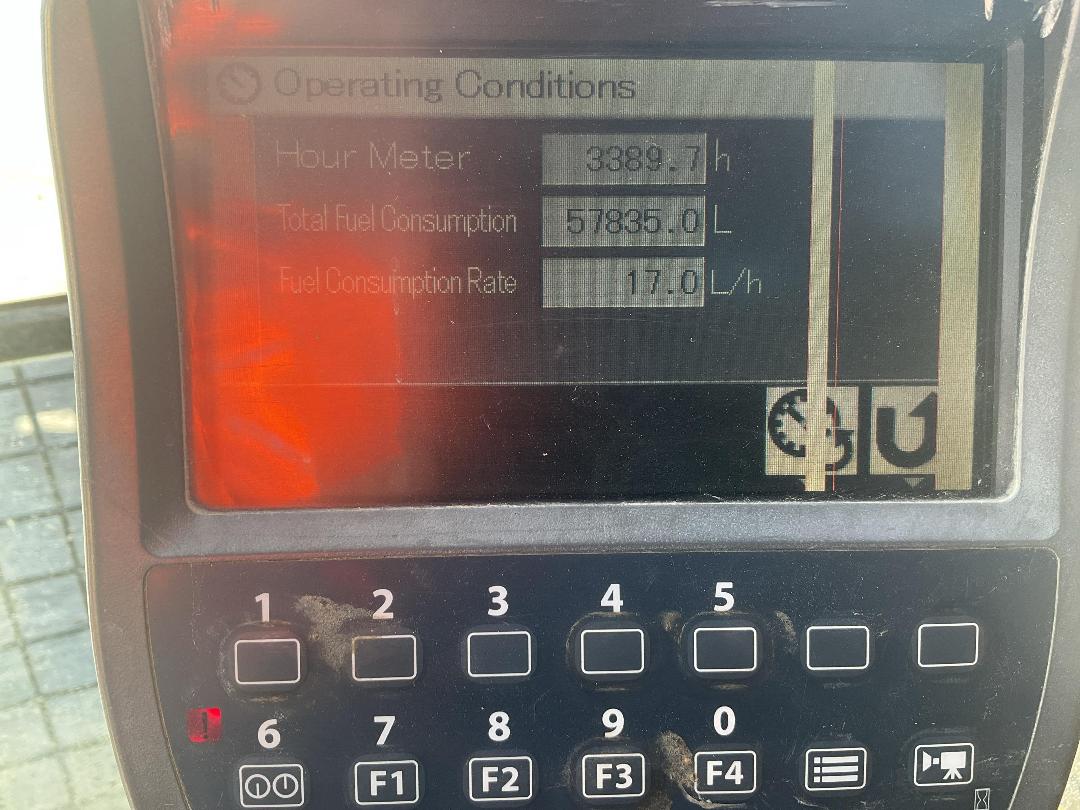 Operating Conditions
Hour Meter 3389.7 h
Total Fuel Consumption 57835.0 L
Fuel Consumption Rate 17.0 L/h
1 2 3 4 5
6 7 8 9 0
F1 F2 F3 F4